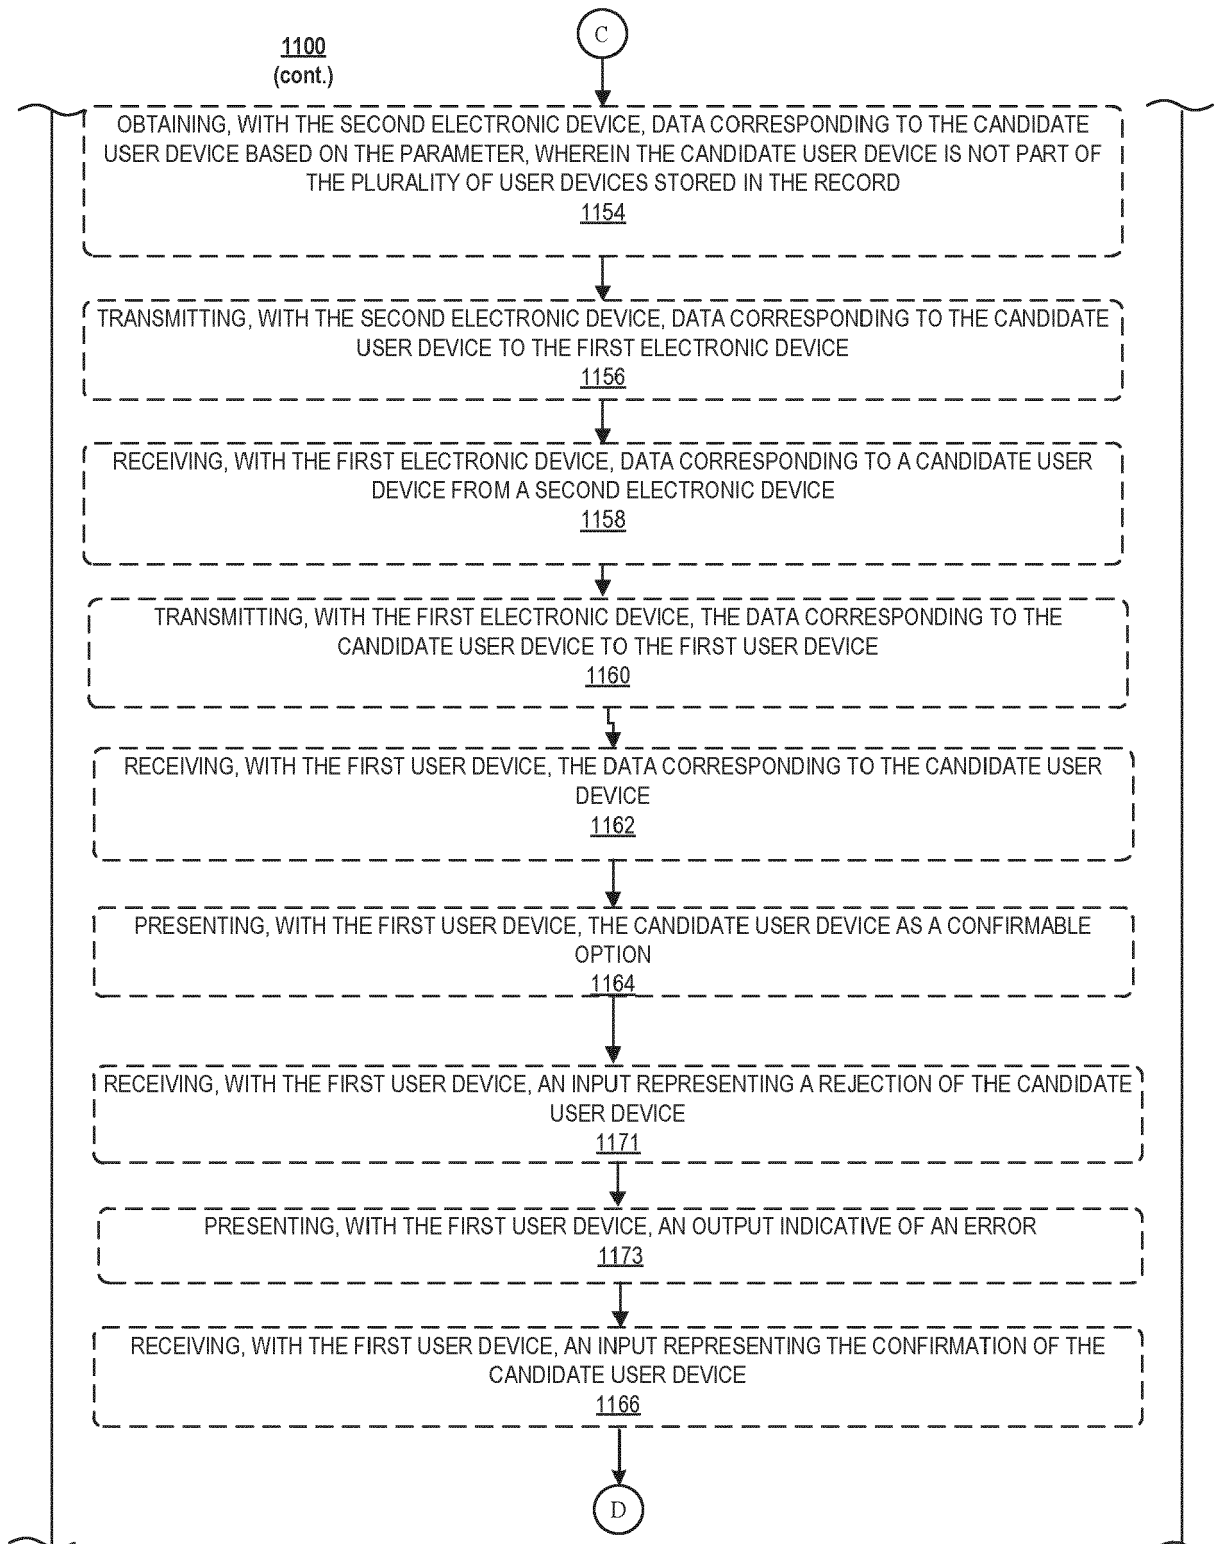 C
1100
(cont.)
OBTAINING, WITH THE SECOND ELECTRONIC DEVICE, DATA CORRESPONDING TO THE CANDIDATE
USER DEVICE BASED ON THE PARAMETER, WHEREIN THE CANDIDATE USER DEVICE IS NOT PART OF
THE PLURALITY OF USER DEVICES STORED IN THE RECORD
1154
TRANSMITTING, WITH THE SECOND ELECTRONIC DEVICE, DATA CORRESPONDING TO THE CANDIDATE
USER DEVICE TO THE FIRST ELECTRONIC DEVICE
1156
RECEIVING, WITH THE FIRST ELECTRONIC DEVICE, DATA CORRESPONDING TO A CANDIDATE USER
DEVICE FROM A SECOND ELECTRONIC DEVICE
1158
TRANSMITTING, WITH THE FIRST ELECTRONIC DEVICE, THE DATA CORRESPONDING TO THE
CANDIDATE USER DEVICE TO THE FIRST USER DEVICE
1160
RECEIVING, WITH THE FIRST USER DEVICE, THE DATA CORRESPONDING TO THE CANDIDATE USER
DEVICE
1162
PRESENTING, WITH THE FIRST USER DEVICE, THE CANDIDATE USER DEVICE AS A CONFIRMABLE
OPTION
1164
RECEIVING, WITH THE FIRST USER DEVICE, AN INPUT REPRESENTING A REJECTION OF THE CANDIDATE
USER DEVICE
1171
PRESENTING, WITH THE FIRST USER DEVICE, AN OUTPUT INDICATIVE OF AN ERROR
1173
RECEIVING, WITH THE FIRST USER DEVICE, AN INPUT REPRESENTING THE CONFIRMATION OF THE
CANDIDATE USER DEVICE
1166
D